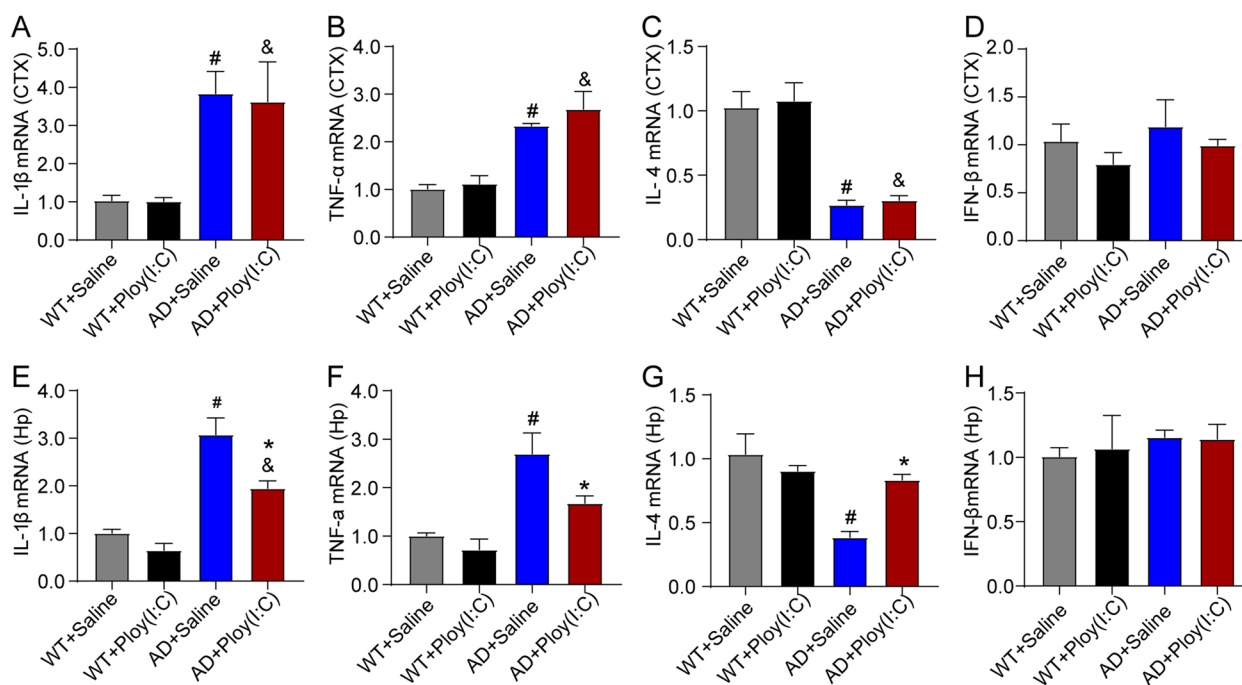 A
IL-1β mRNA (CTX)
5.0
4.0
3.0
2.0
1.0
0.0
#
&
WT+Saline
WT+Ploy(I:C)
AD+Saline
AD+Ploy(I:C)
B
TNF-α mRNA (CTX)
4.0
3.0
2.0
1.0
0.0
#
&
WT+Saline
WT+Ploy(I:C)
AD+Saline
AD+Ploy(I:C)
C
IL- 4 mRNA (CTX)
1.5
1.0
0.5
0.0
#
&
WT+Saline
WT+Ploy(I:C)
AD+Saline
AD+Ploy(I:C)
D
IFN-β mRNA (CTX)
2.0
1.5
1.0
0.5
0.0
WT+Saline
WT+Ploy(I:C)
AD+Saline
AD+Ploy(I:C)
E
IL-1β mRNA (Hp)
4.0
3.0
2.0
1.0
0.0
#
*
&
WT+Saline
WT+Ploy(I:C)
AD+Saline
AD+Ploy(I:C)
F
TNF-a mRNA (Hp)
4.0
3.0
2.0
1.0
0.0
#
*
WT+Saline
WT+Ploy(I:C)
AD+Saline
AD+Ploy(I:C)
G
IL-4 mRNA (Hp)
1.5
1.0
0.5
0.0
#
*
WT+Saline
WT+Ploy(I:C)
AD+Saline
AD+Ploy(I:C)
H
IFN-βmRNA (Hp)
1.5
1.0
0.5
0.0
WT+Saline
WT+Ploy(I:C)
AD+Saline
AD+Ploy(I:C)